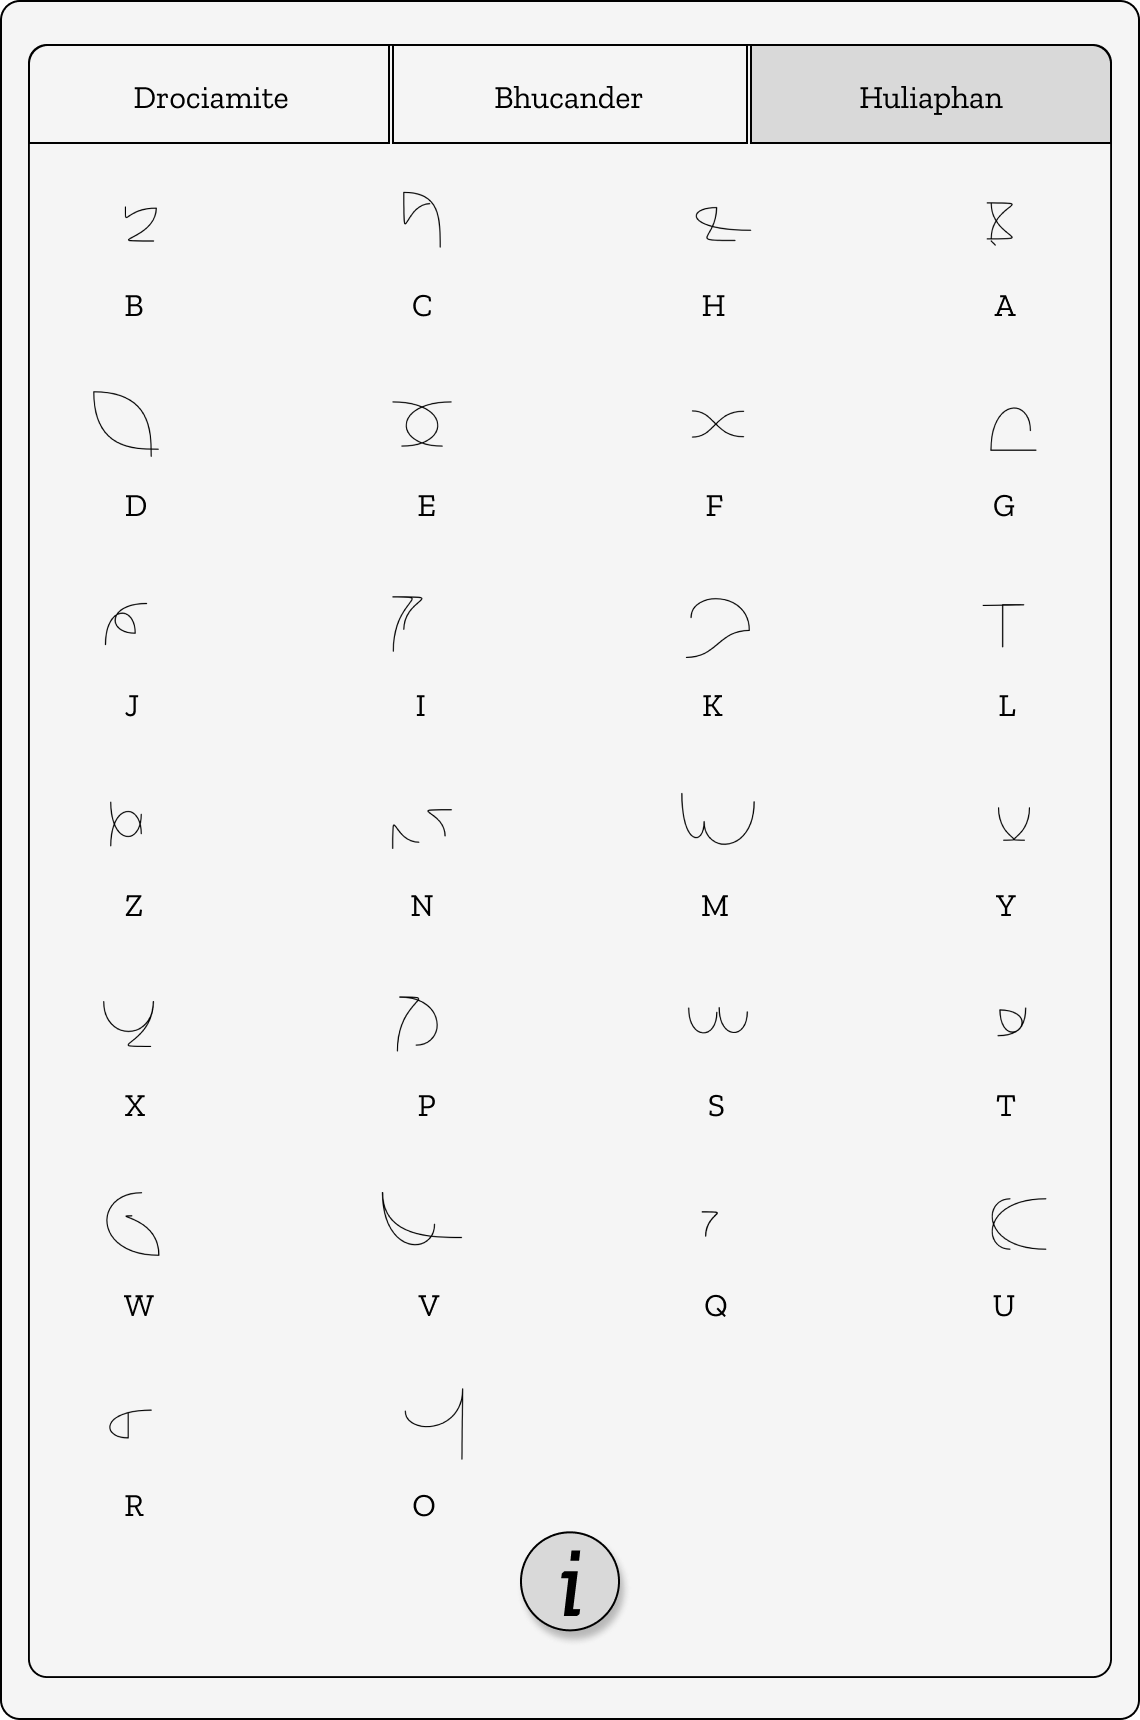 Drociamite Bhucander Huliaphan
B C H A
D E F G
J I K L
Z N M Y
X P S T
W V Q U
R O
i